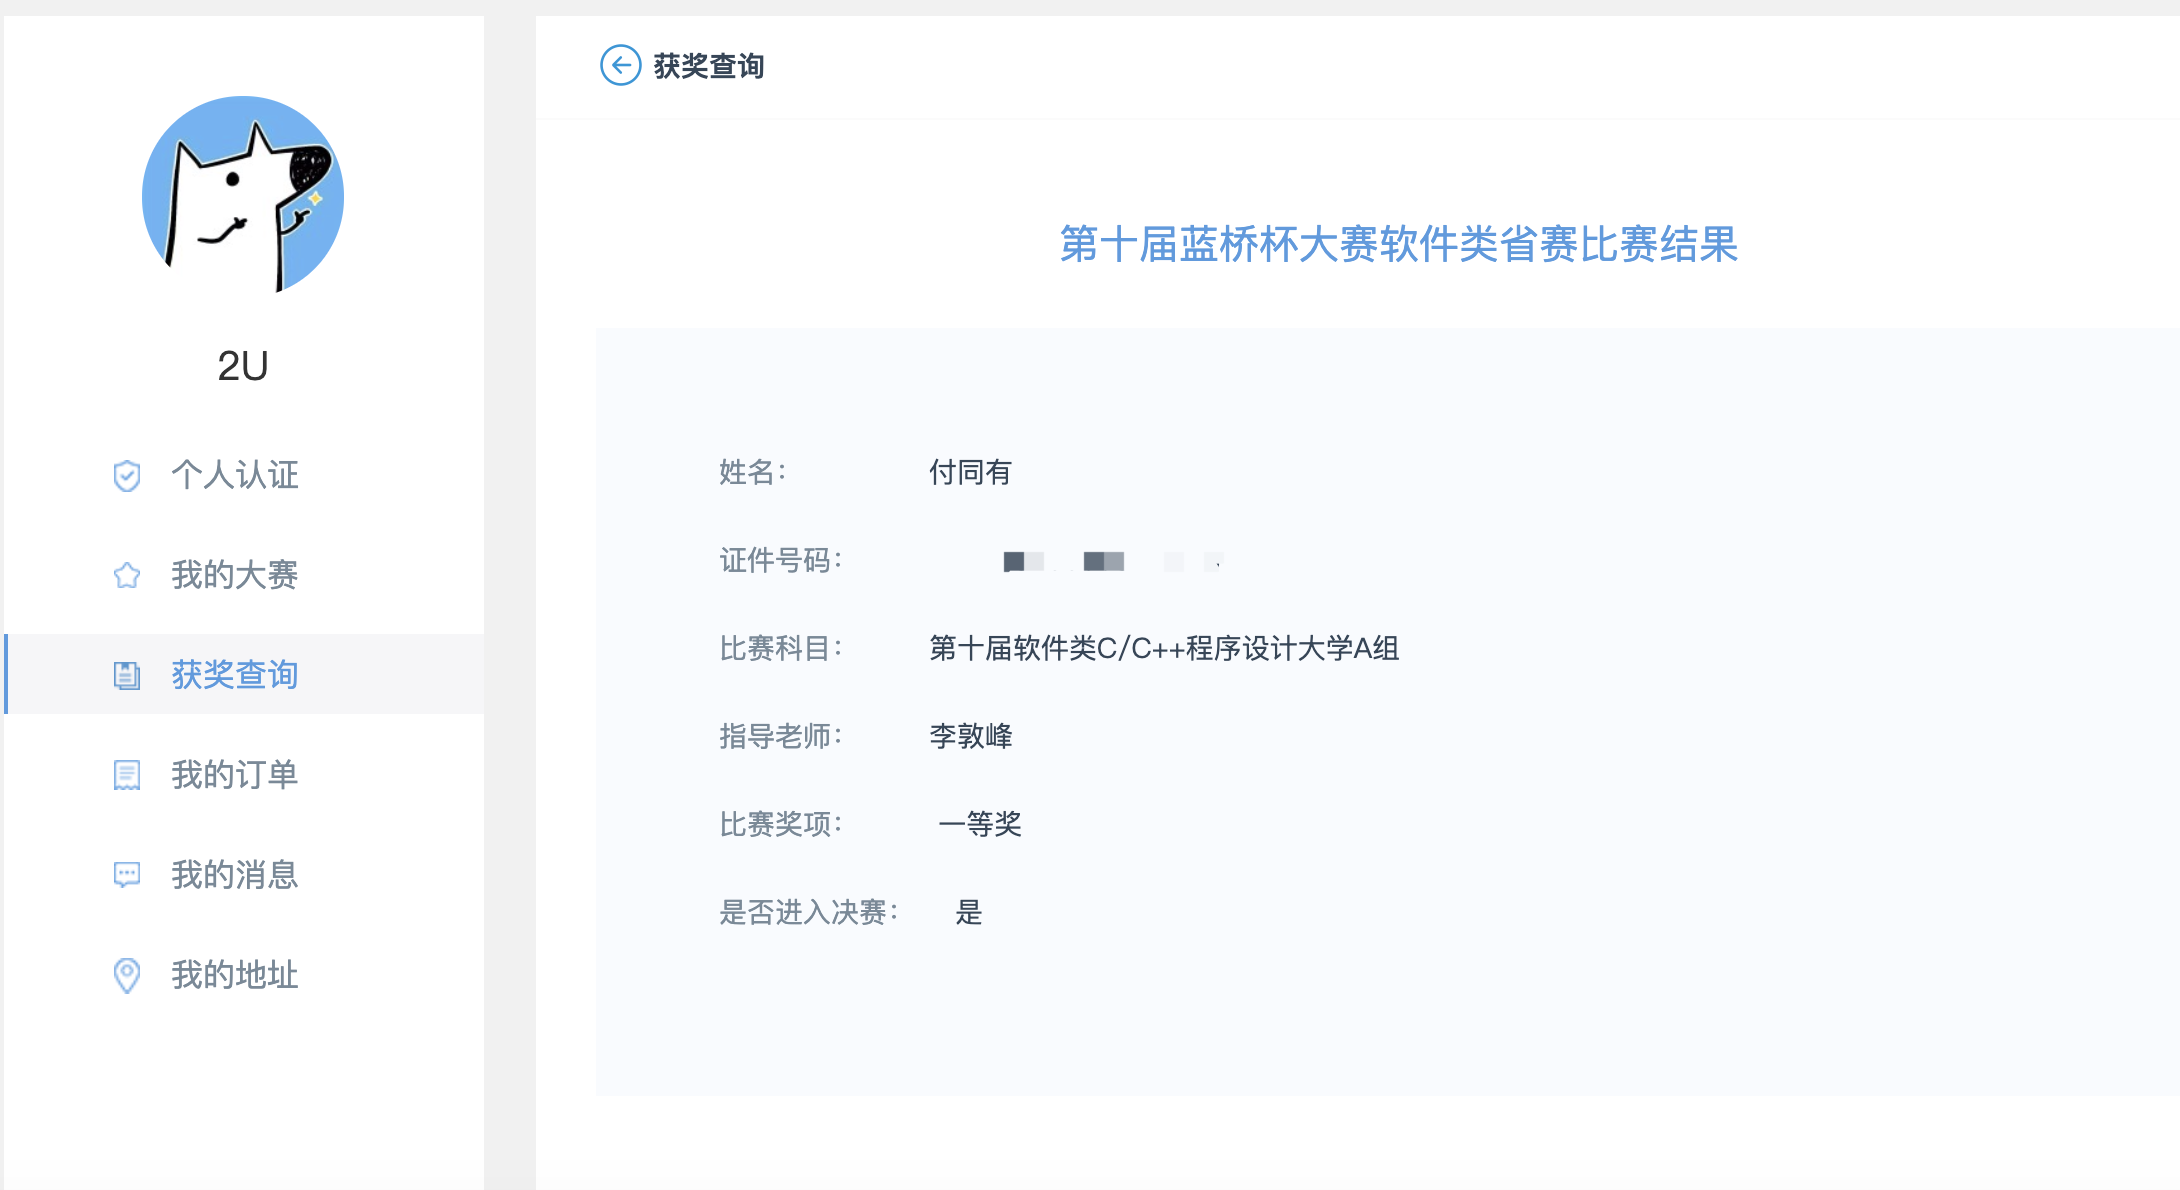 2U
个人认证
我的大赛
获奖查询
我的订单
我的消息
我的地址
获奖查询
第十届蓝桥杯大赛软件类省赛比赛结果
姓名： 付同有
证件号码：
比赛科目： 第十届软件类C/C++程序设计大学A组
指导老师： 李敦峰
比赛奖项： 一等奖
是否进入决赛： 是